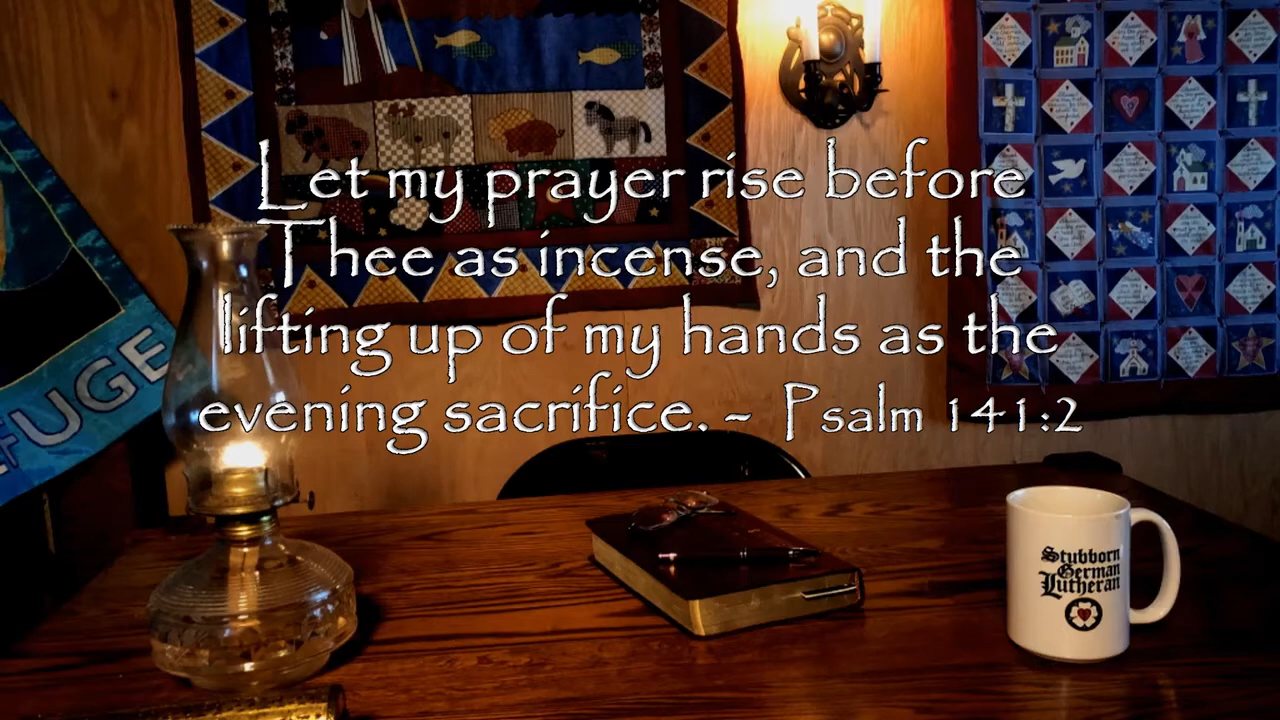 Let my prayer rise before
Thee as incense, and the
lifting up of my hands as the
evening sacrifice. ~ Psalm 141:2
FUGE
Stubborn
German
Lutheran